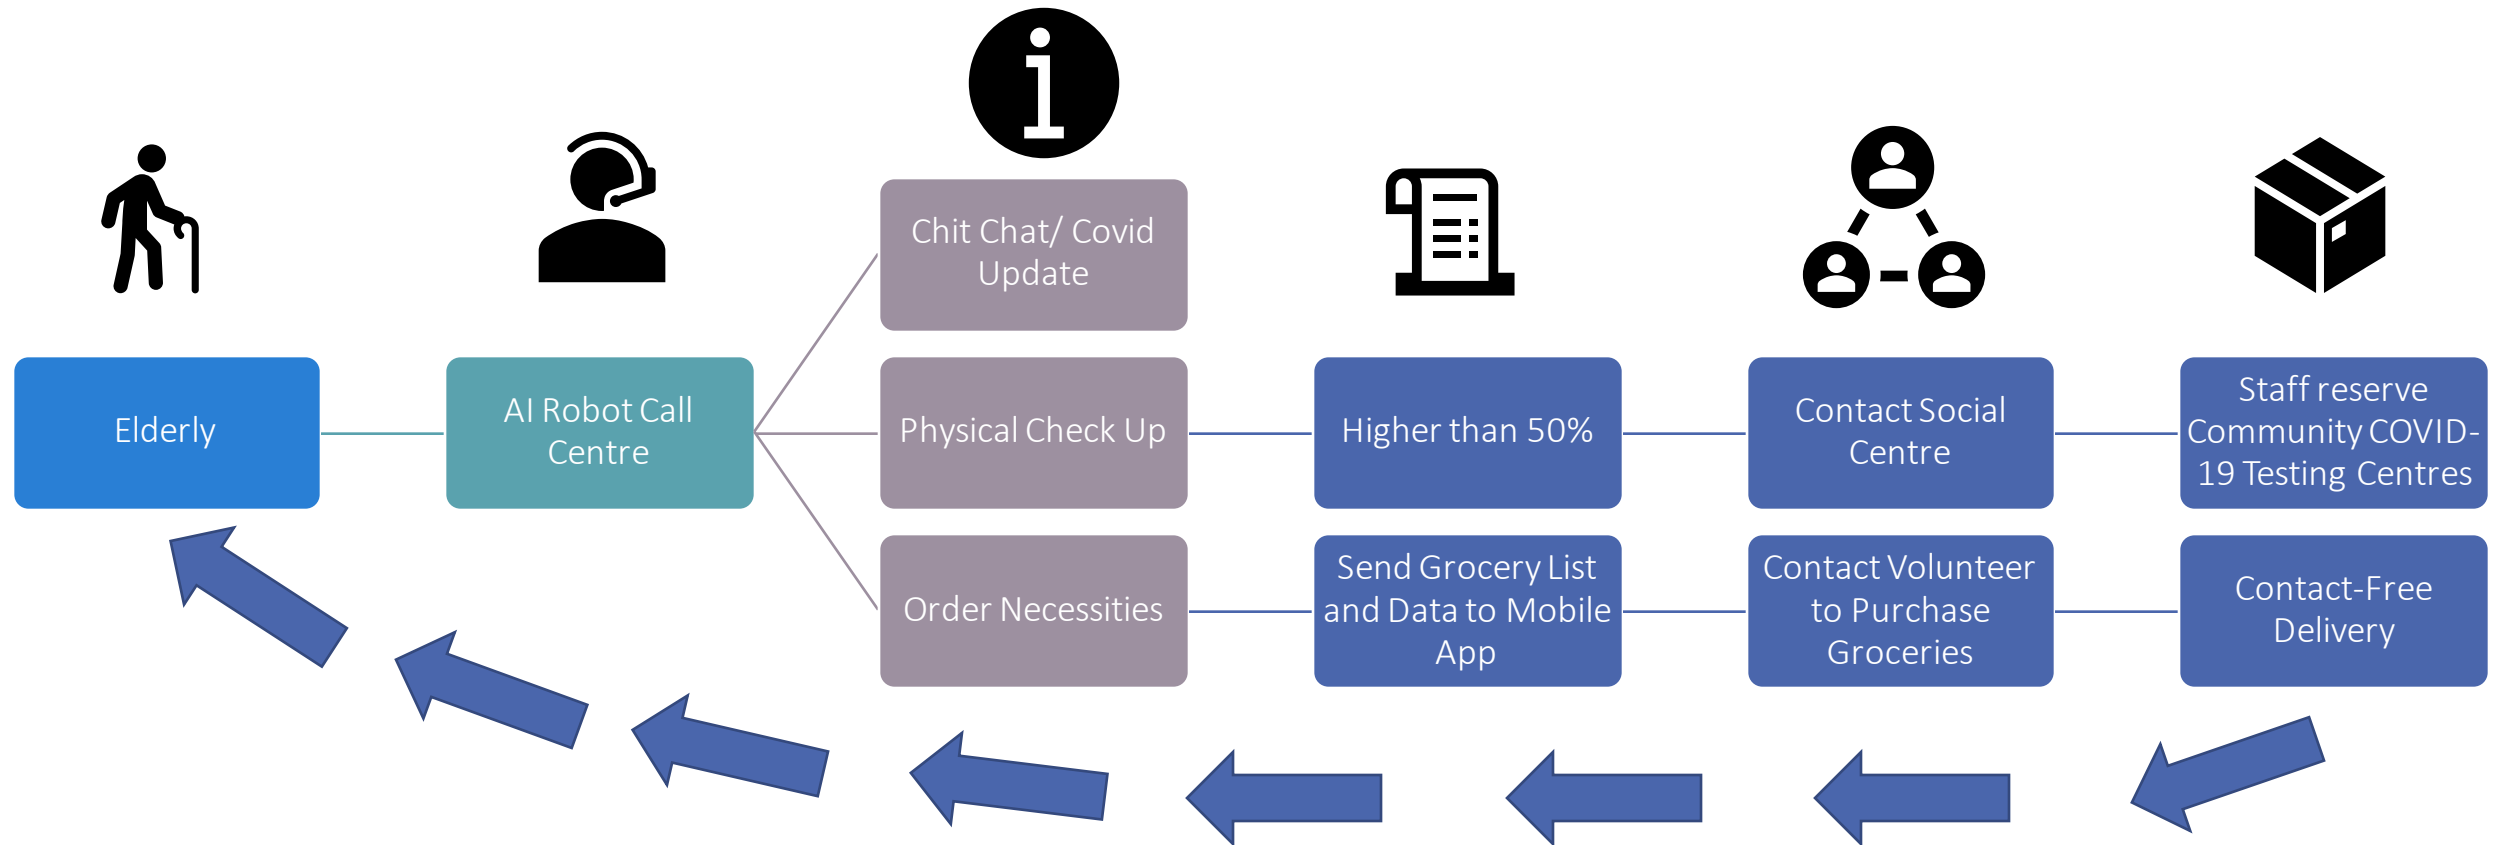 Chit Chat/ Covid
Update
Elderly
AI Robot Call
Centre
Physical Check Up
Higher than 50%
Contact Social
Centre
Staff reserve
Community COVID-
19 Testing Centres
Order Necessities
Send Grocery List
and Data to Mobile
App
Contact Volunteer
to Purchase
Groceries
Contact-Free
Delivery